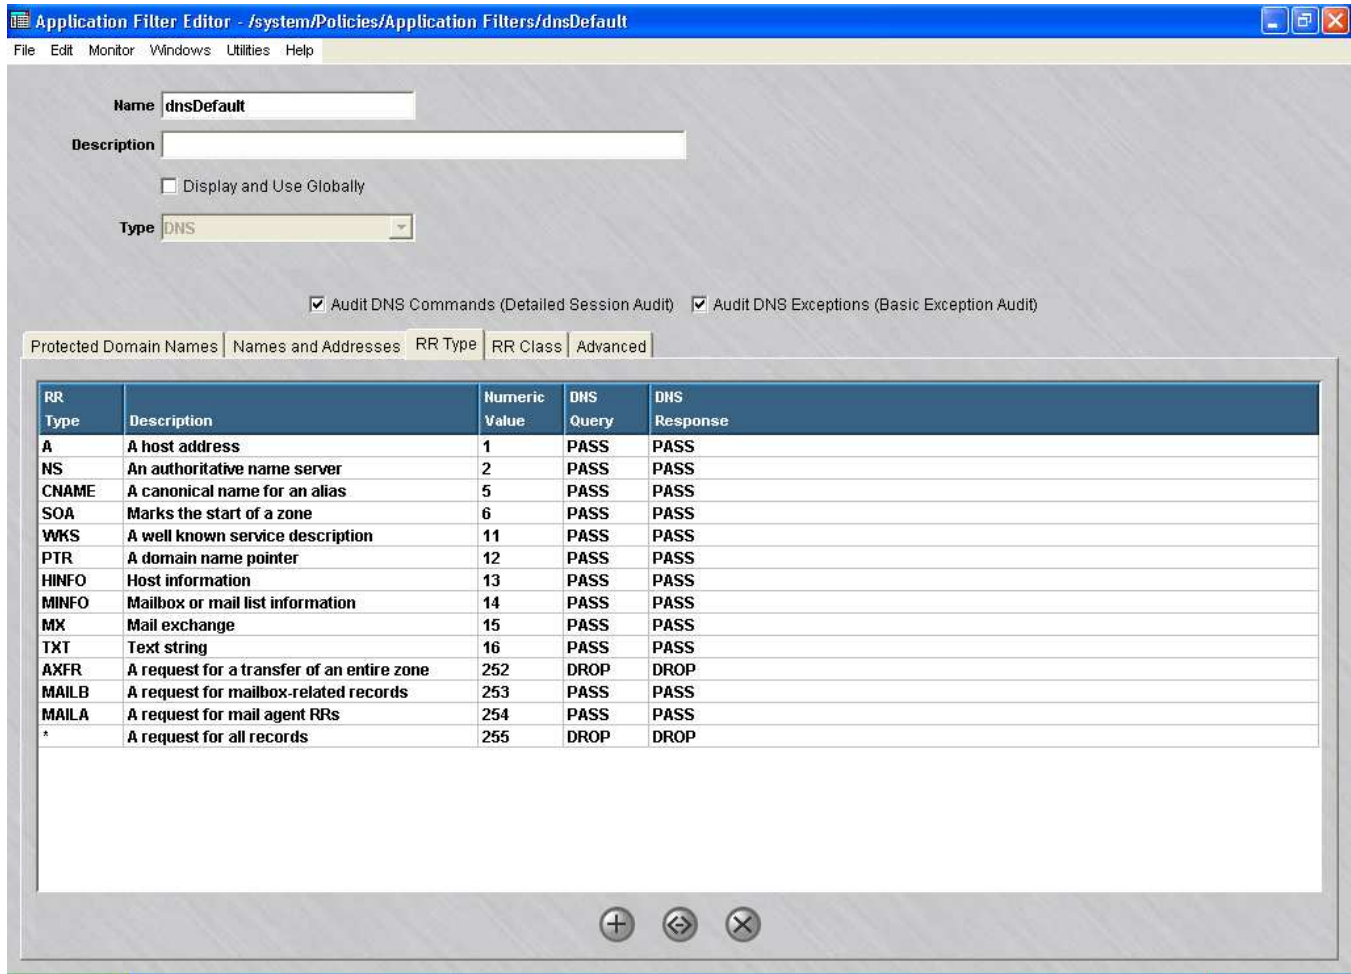 Application Filter Editor - /system/Policies/Application Filters/dnsDefault
File Edit Monitor Windows Utilities Help
Name dnsDefault
Description
Display and Use Globally
Type DNS
Audit DNS Commands (Detailed Session Audit) Audit DNS Exceptions (Basic Exception Audit)
Protected Domain Names Names and Addresses RR Type RR Class Advanced
RR Numeric DNS DNS
Type Description Value Query Response
A A host address 1 PASS PASS
NS An authoritative name server 2 PASS PASS
CNAME A canonical name for an alias 5 PASS PASS
SOA Marks the start of a zone 6 PASS PASS
WKS A well known service description 11 PASS PASS
PTR A domain name pointer 12 PASS PASS
HINFO Host information 13 PASS PASS
MINFO Mailbox or mail list information 14 PASS PASS
MX Mail exchange 15 PASS PASS
TXT Text string 16 PASS PASS
AXFR A request for a transfer of an entire zone 252 DROP DROP
MAILB A request for mailbox-related records 253 PASS PASS
MAILA A request for mail agent RRs 254 PASS PASS
* A request for all records 255 DROP DROP